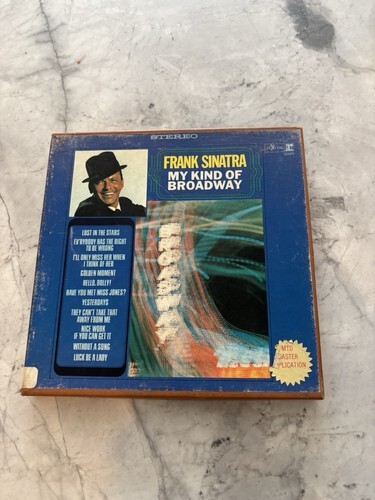 STEREO
FRANK SINATRA
MY KIND OF
BROADWAY
LOST IN THE STARS
EV'RYBODY HAS THE RIGHT
TO BE WRONG
I'LL ONLY MISS HER WHEN
I THINK OF HER
GOLDEN MOMENT
HELLO, DOLLY!
HAVE YOU MET MISS JONES?
YESTERDAYS
THEY CAN'T TAKE THAT
AWAY FROM ME
NICE WORK
IF YOU CAN GET IT
WITHOUT A SONG
LUCK BE A LADY
BROADWAY